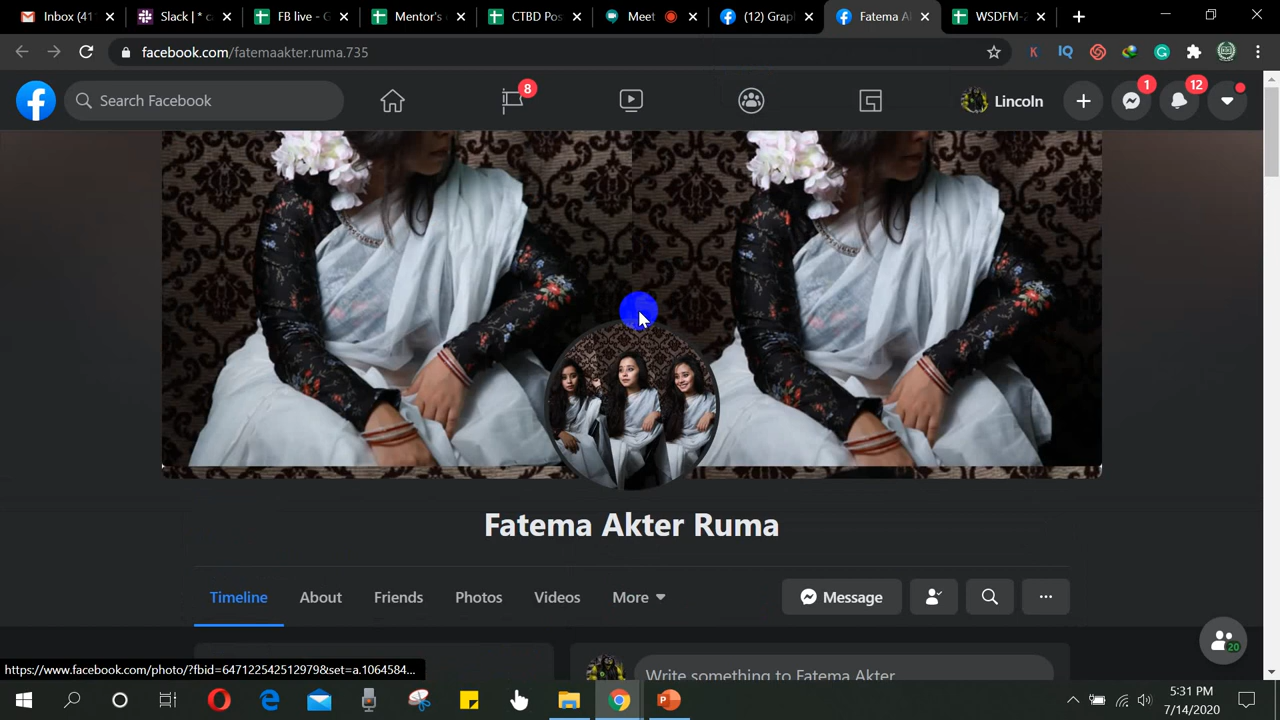 Inbox (41
Slack | * c
FB live - G
Mentor's
CTBD Pos
Meet
(12) Grap
Fatema A
WSDFM-
facebook.com/fatemaakter.ruma.735
K
IQ
Search Facebook
8
Lincoln
1
12
Fatema Akter Ruma
Timeline
About
Friends
Photos
Videos
More
Message
20
Write something to Fatema Akter
https://www.facebook.com/photo/?fbid=647122542512979&set=a.1064584...
5:31 PM
7/14/2020